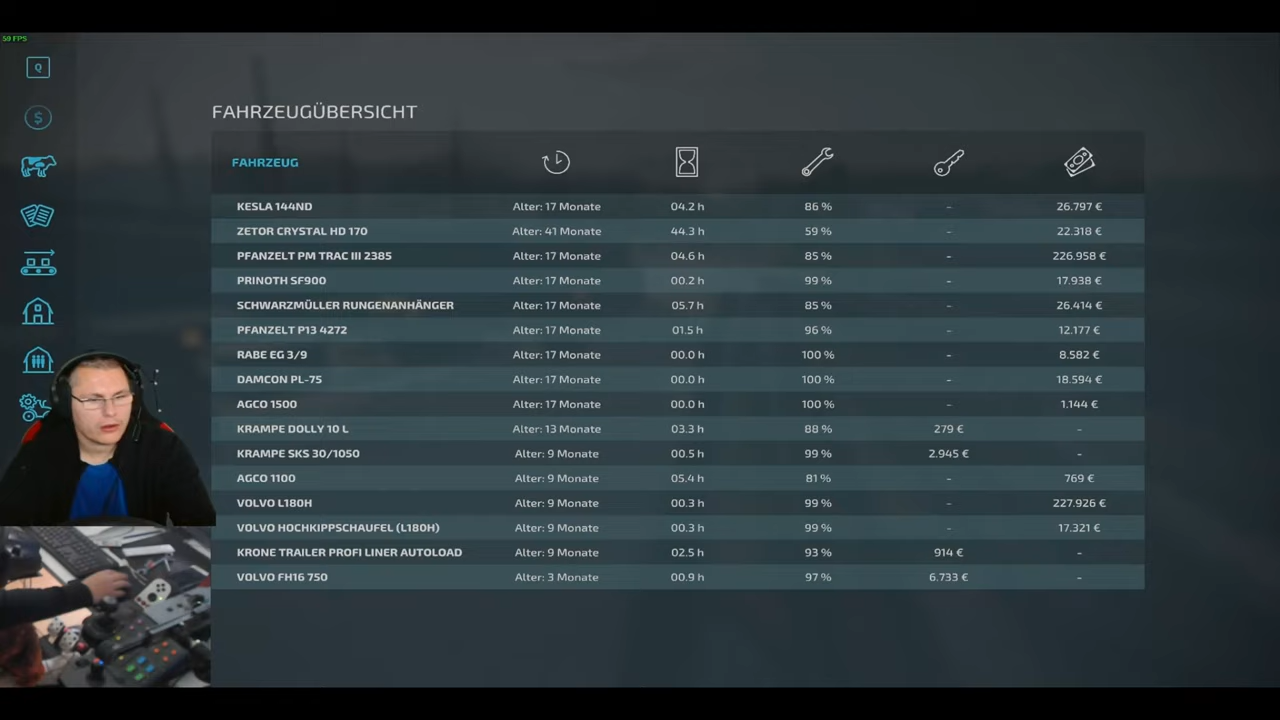 59 FPS
Q
$
FAHRZEUGÜBERSICHT
FAHRZEUG
KESLA 144ND Alter: 17 Monate 04.2 h 86 % - 26.797 €
ZETOR CRYSTAL HD 170 Alter: 41 Monate 44.3 h 59 % - 22.318 €
PFANZELT PM TRAC III 2385 Alter: 17 Monate 04.6 h 85 % - 226.958 €
PRINOTH SF900 Alter: 17 Monate 00.2 h 99 % - 17.938 €
SCHWARZMÜLLER RUNGENANHÄNGER Alter: 17 Monate 05.7 h 85 % - 26.414 €
PFANZELT P13 4272 Alter: 17 Monate 01.5 h 96 % - 12.177 €
RABE EG 3/9 Alter: 17 Monate 00.0 h 100 % - 8.582 €
DAMCON PL-75 Alter: 17 Monate 00.0 h 100 % - 18.594 €
AGCO 1500 Alter: 17 Monate 00.0 h 100 % - 1.144 €
KRAMPE DOLLY 10 L Alter: 13 Monate 03.3 h 88 % 279 € -
KRAMPE SKS 30/1050 Alter: 9 Monate 00.5 h 99 % 2.945 € -
AGCO 1100 Alter: 9 Monate 05.4 h 81 % - 769 €
VOLVO L180H Alter: 9 Monate 00.3 h 99 % - 227.926 €
VOLVO HOCHKIPPSCHAUFEL (L180H) Alter: 9 Monate 00.3 h 99 % - 17.321 €
KRONE TRAILER PROFI LINER AUTOLOAD Alter: 9 Monate 02.5 h 93 % 914 € -
VOLVO FH16 750 Alter: 3 Monate 00.9 h 97 % 6.733 € -